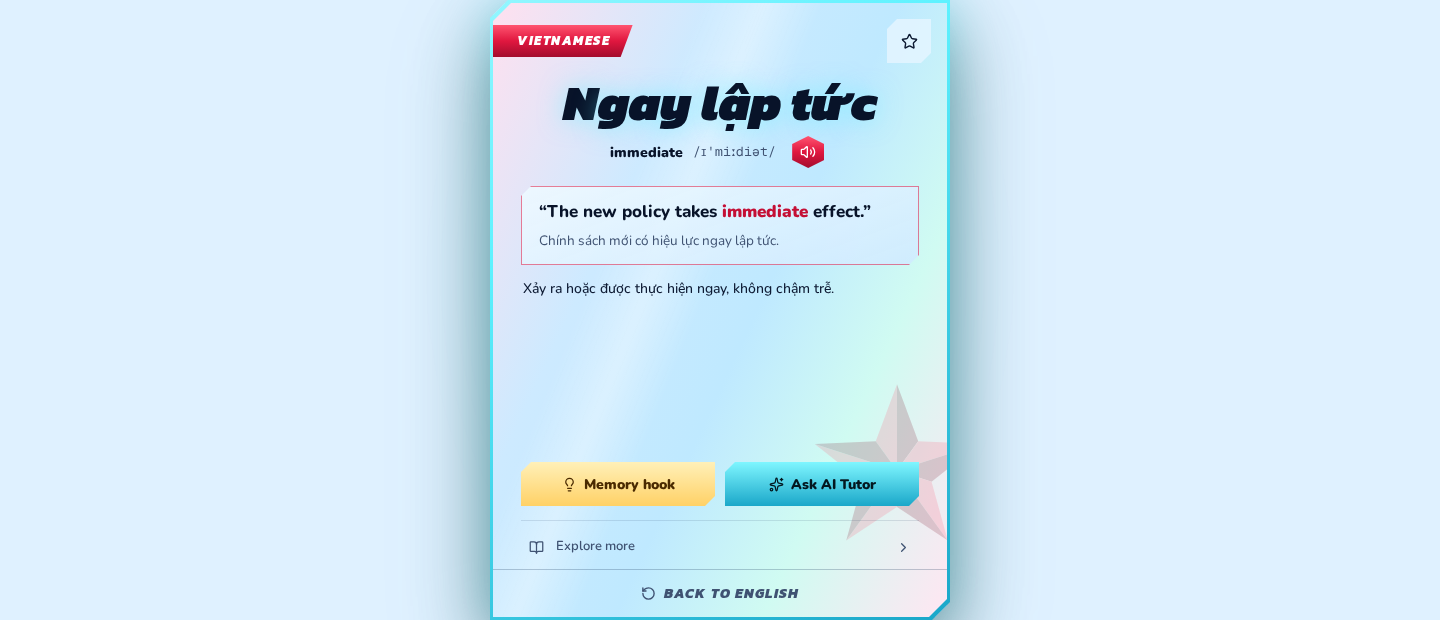 VIETNAMESE
Ngay lập tức
immediate /ɪˈmiːdiət/
“The new policy takes immediate effect.”
Chính sách mới có hiệu lực ngay lập tức.
Xảy ra hoặc được thực hiện ngay, không chậm trễ.
Memory hook
Ask AI Tutor
Explore more
BACK TO ENGLISH